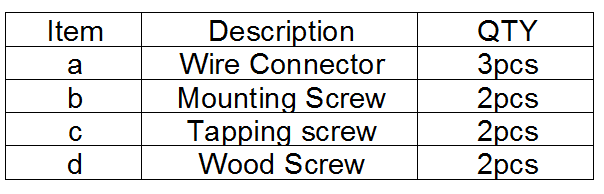 Item Description QTY
a Wire Connector 3pcs
b Mounting Screw 2pcs
c Tapping screw 2pcs
d Wood Screw 2pcs